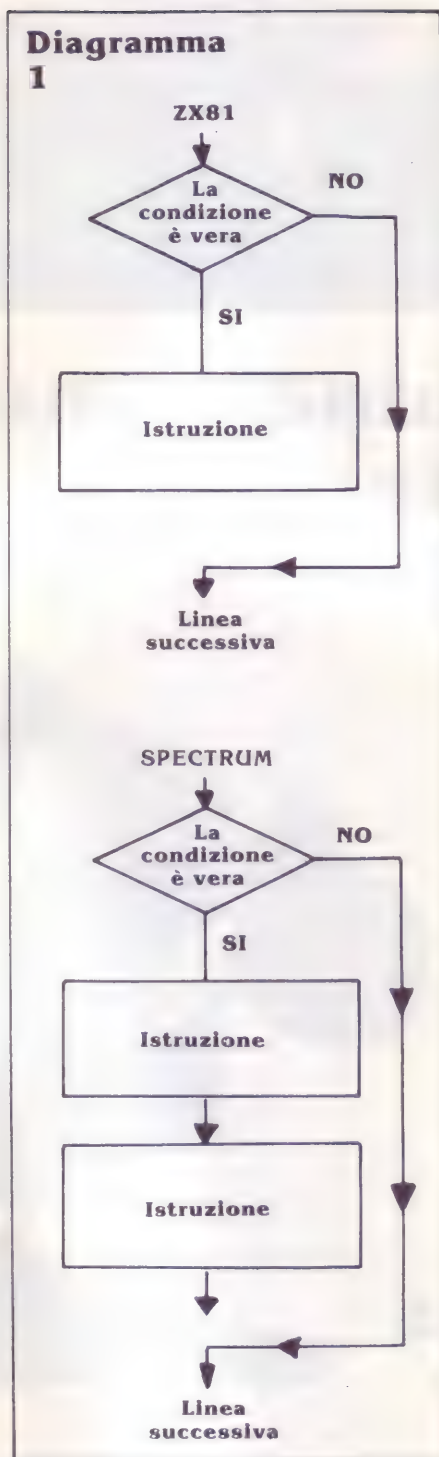 Diagramma
1
ZX81
La
condizione
è vera
NO
SI
Istruzione
Linea
successiva
SPECTRUM
La
condizione
è vera
NO
SI
Istruzione
Istruzione
Linea
successiva